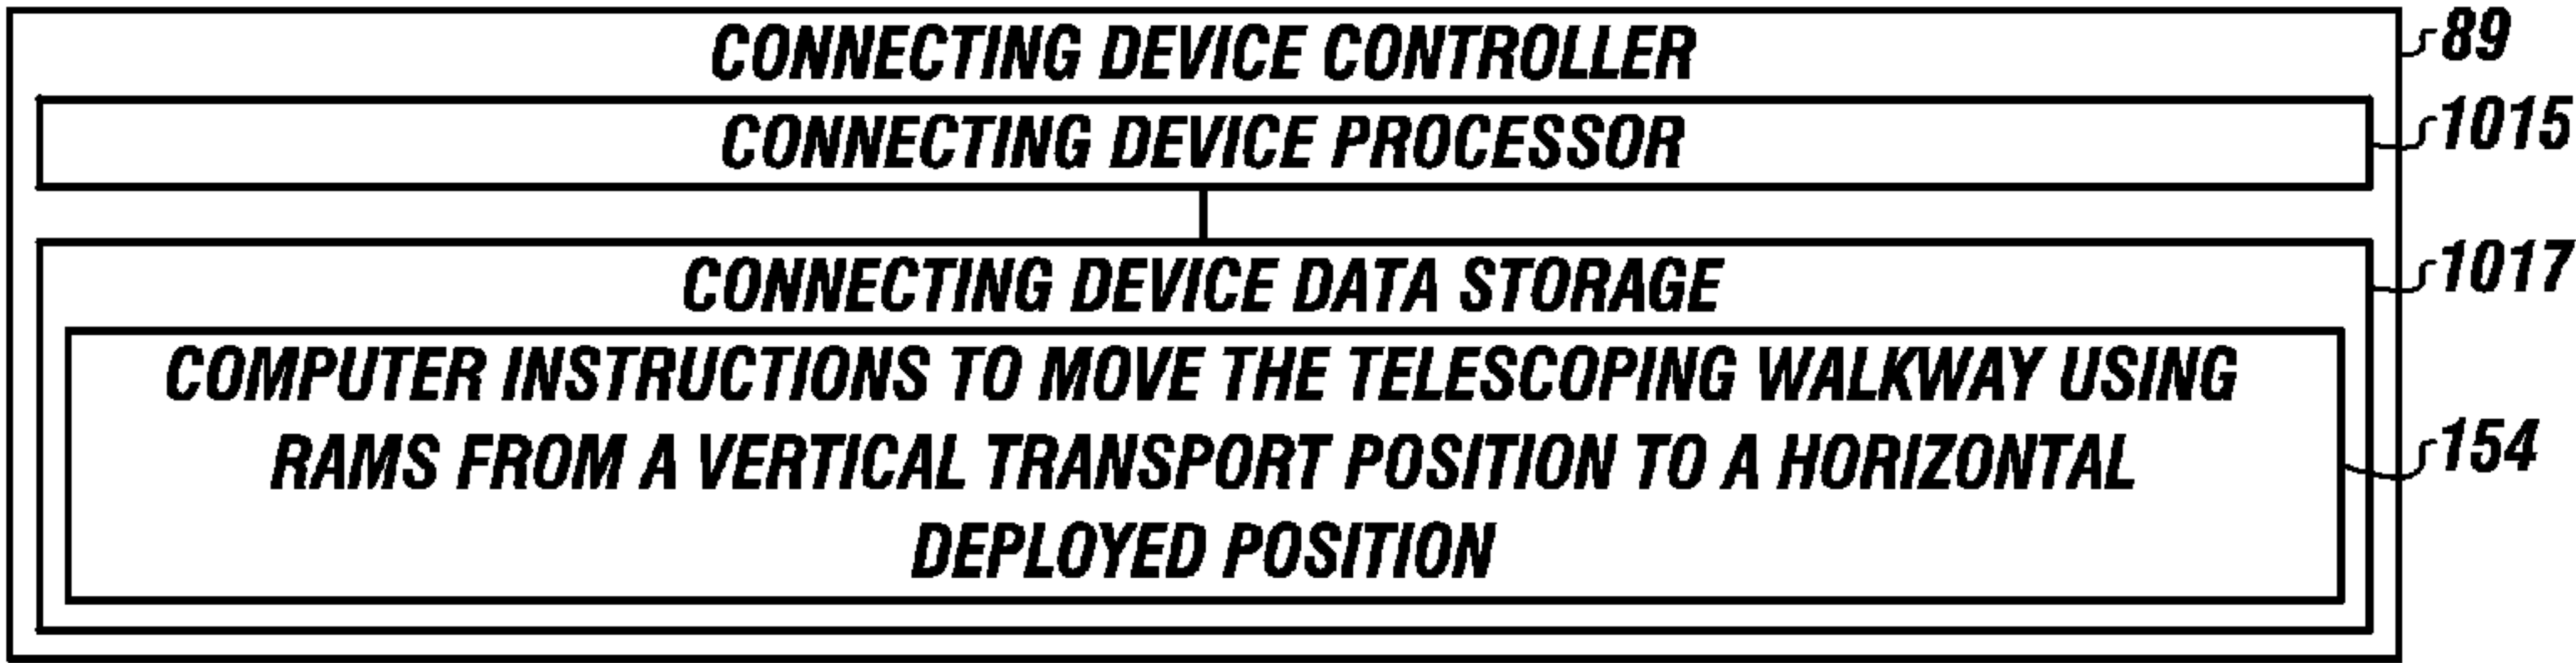 CONNECTING DEVICE CONTROLLER 89
CONNECTING DEVICE PROCESSOR 1015
CONNECTING DEVICE DATA STORAGE 1017
COMPUTER INSTRUCTIONS TO MOVE THE TELESCOPING WALKWAY USING
RAMS FROM A VERTICAL TRANSPORT POSITION TO A HORIZONTAL 154
DEPLOYED POSITION